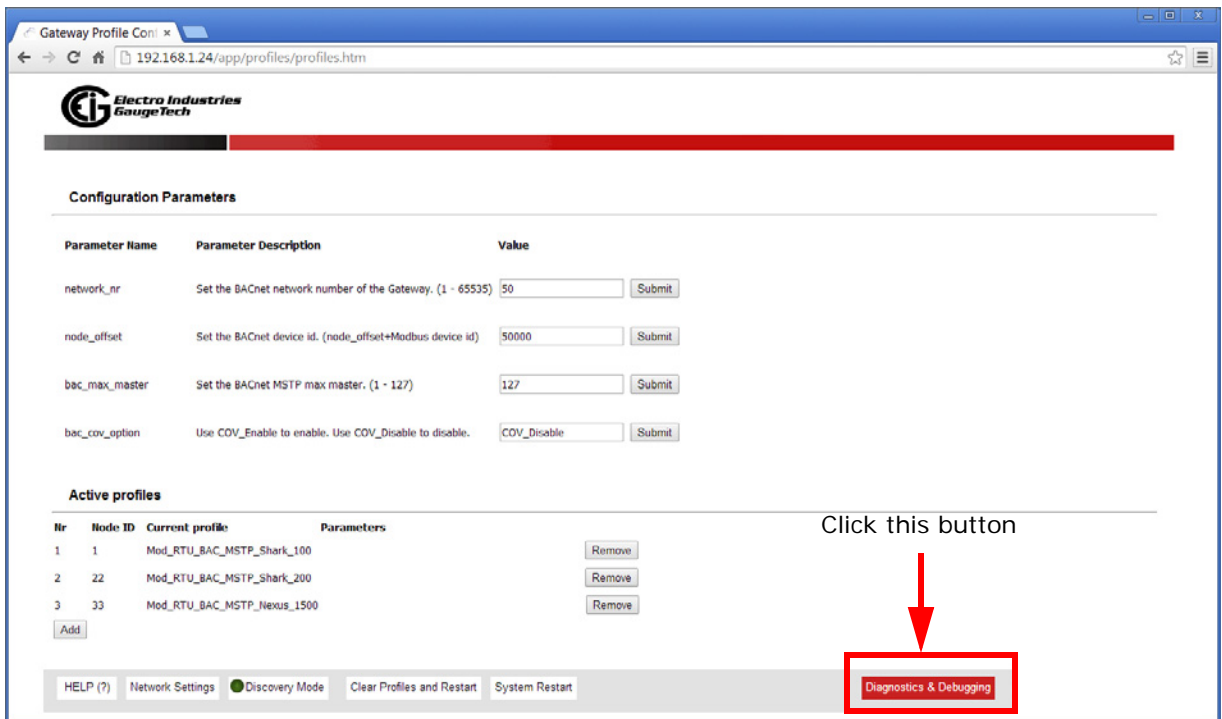 Gateway Profile Conf
192.168.1.24/app/profiles/profiles.htm
EIG Electro Industries
GaugeTech
Configuration Parameters
Parameter Name Parameter Description Value
network_nr Set the BACnet network number of the Gateway. (1 - 65535) 50 Submit
node_offset Set the BACnet device id. (node_offset+Modbus device id) 50000 Submit
bac_max_master Set the BACnet MSTP max master. (1 - 127) 127 Submit
bac_cov_option Use COV_Enable to enable. Use COV_Disable to disable. COV_Disable Submit
Active profiles
Nr Node ID Current profile Parameters
Click this button
1 1 Mod_RTU_BAC_MSTP_Shark_100 Remove
2 22 Mod_RTU_BAC_MSTP_Shark_200 Remove
3 33 Mod_RTU_BAC_MSTP_Nexus_1500 Remove
Add
HELP (?) Network Settings Discovery Mode Clear Profiles and Restart System Restart Diagnostics & Debugging